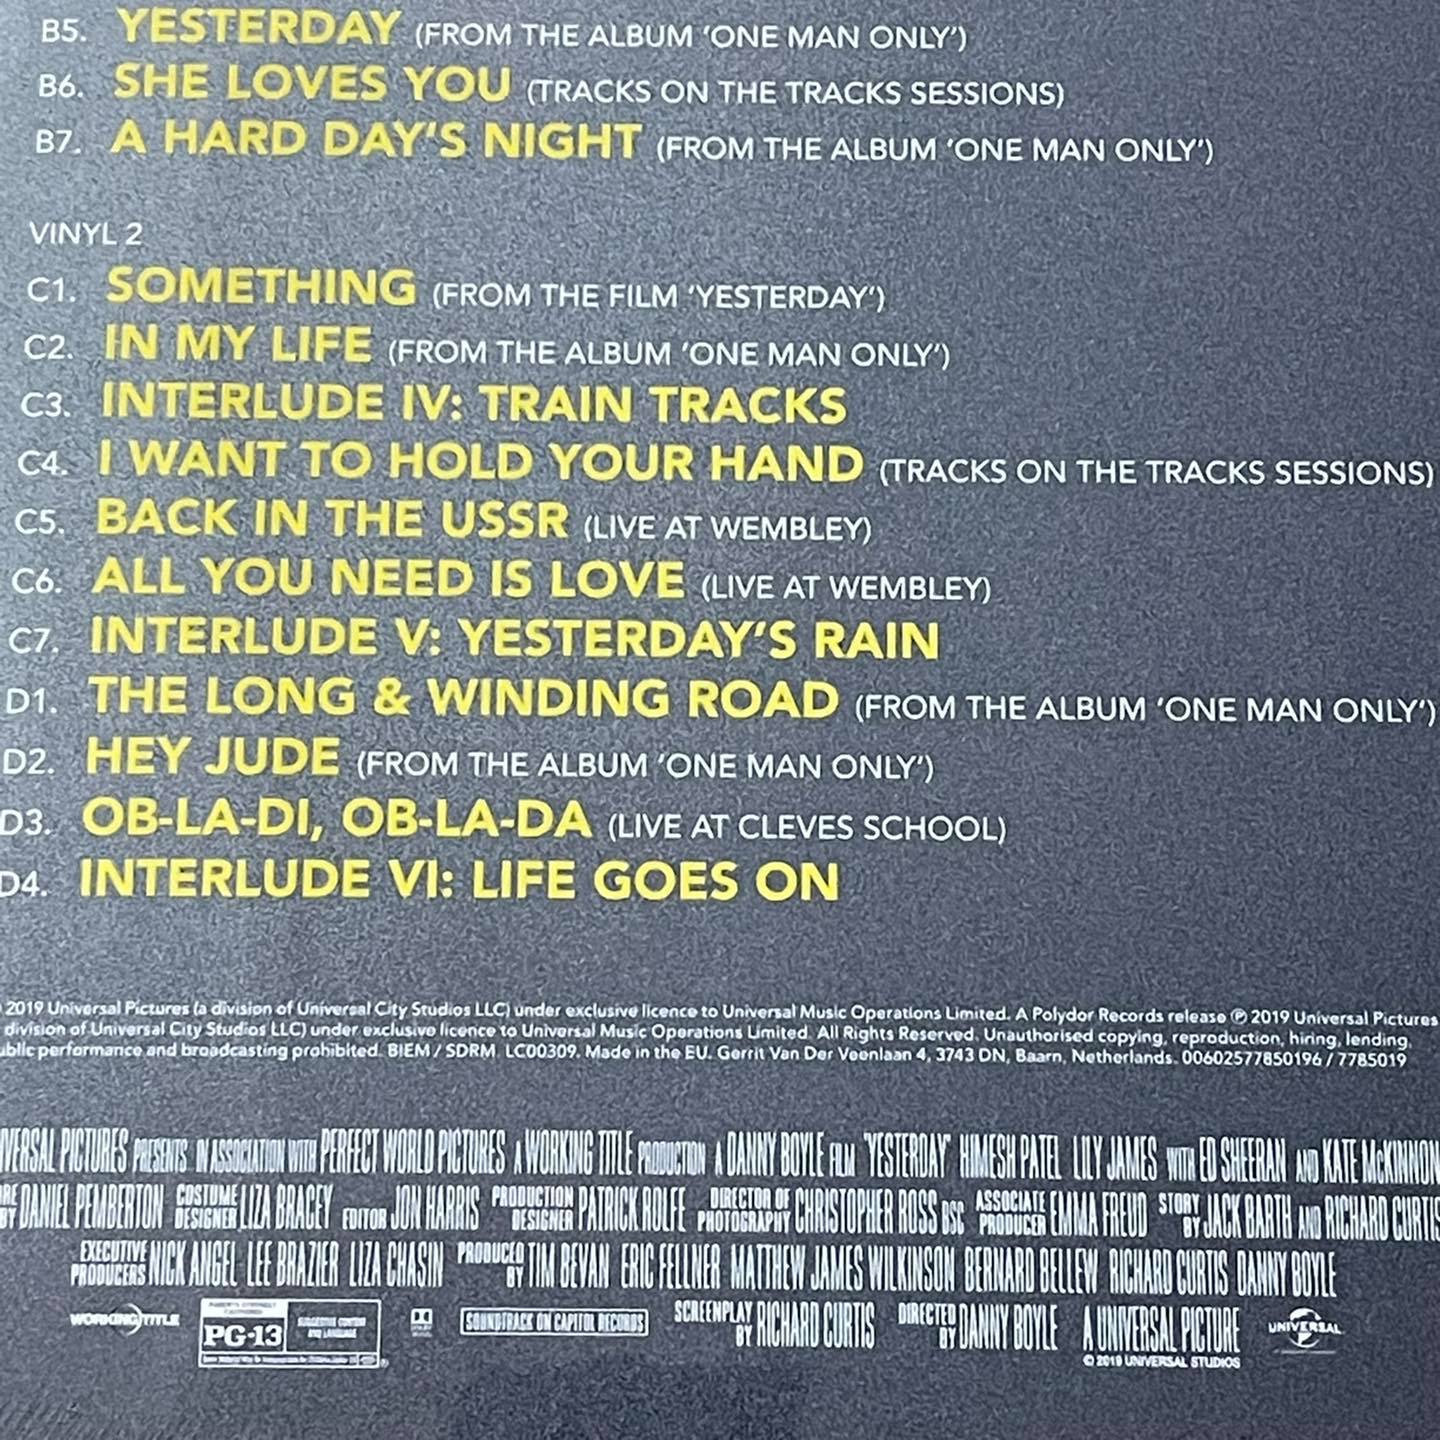 B5. YESTERDAY (FROM THE ALBUM ‘ONE MAN ONLY’)
B6. SHE LOVES YOU (TRACKS ON THE TRACKS SESSIONS)
B7. A HARD DAY’S NIGHT (FROM THE ALBUM ‘ONE MAN ONLY’)
VINYL 2
C1. SOMETHING (FROM THE FILM ‘YESTERDAY’)
C2. IN MY LIFE (FROM THE ALBUM ‘ONE MAN ONLY’)
C3. INTERLUDE IV: TRAIN TRACKS
C4. I WANT TO HOLD YOUR HAND (TRACKS ON THE TRACKS SESSIONS)
C5. BACK IN THE USSR (LIVE AT WEMBLEY)
C6. ALL YOU NEED IS LOVE (LIVE AT WEMBLEY)
C7. INTERLUDE V: YESTERDAY’S RAIN
D1. THE LONG & WINDING ROAD (FROM THE ALBUM ‘ONE MAN ONLY’)
D2. HEY JUDE (FROM THE ALBUM ‘ONE MAN ONLY’)
D3. OB-LA-DI, OB-LA-DA (LIVE AT CLEVES SCHOOL)
D4. INTERLUDE VI: LIFE GOES ON
2019 Universal Pictures (a division of Universal City Studios LLC) under exclusive licence to Universal Music Operations Limited. A Polydor Records release ℗ 2019 Universal Pictures
division of Universal City Studios LLC) under exclusive licence to Universal Music Operations Limited. All Rights Reserved. Unauthorised copying, reproduction, hiring, lending,
ublic performance and broadcasting prohibited. BIEM / SDRM. LC00309. Made in the EU. Gerrit Van Der Veenlaan 4, 3743 DN, Baarn, Netherlands. 00602577850196 / 7785019
VERSAL PICTURES PRESENTS IN ASSOCIATION WITH PERFECT WORLD PICTURES A WORKING TITLE PRODUCTION A DANNY BOYLE FILM "YESTERDAY" HIMESH PATEL LILY JAMES WITH ED SHEERAN AND KATE McKINNON
RE BY DANIEL PEMBERTON COSTUME DESIGNER LIZA BRACEY EDITOR JON HARRIS PRODUCTION DESIGNER PATRICK ROLFE DIRECTOR OF PHOTOGRAPHY CHRISTOPHER ROSS BSC ASSOCIATE PRODUCER EMMA FREUD STORY BY JACK BARTH AND RICHARD CURTIS
EXECUTIVE PRODUCERS NICK ANGEL LEE BRAZIER LIZA CHASIN PRODUCED BY TIM BEVAN ERIC FELLNER MATTHEW JAMES WILKINSON BERNARD BELLEW RICHARD CURTIS DANNY BOYLE
WORKING TITLE PG-13 SUGGESTIVE CONTENT AND LANGUAGE SOUNDTRACK ON CAPITOL RECORDS SCREENPLAY BY RICHARD CURTIS DIRECTED BY DANNY BOYLE A UNIVERSAL PICTURE UNIVERSAL
© 2019 UNIVERSAL STUDIOS